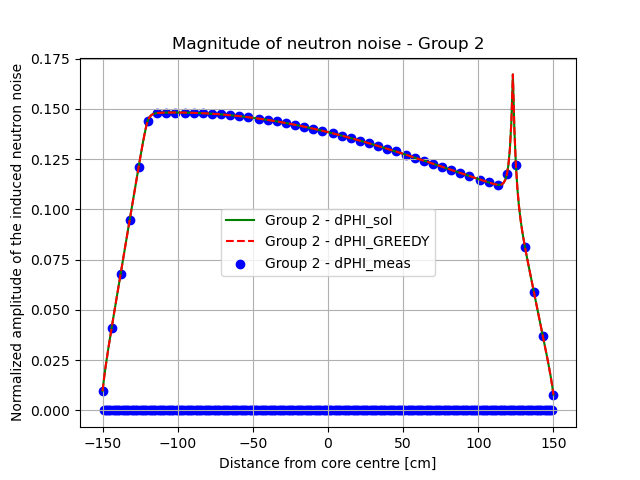 Magnitude of neutron noise - Group 2
Normalized amplitude of the induced neutron noise
0.175
0.150
0.125
0.100
0.075
0.050
0.025
0.000
Group 2 - dPHI_sol
Group 2 - dPHI_GREEDY
Group 2 - dPHI_meas
−150 −100 −50 0 50 100 150
Distance from core centre [cm]